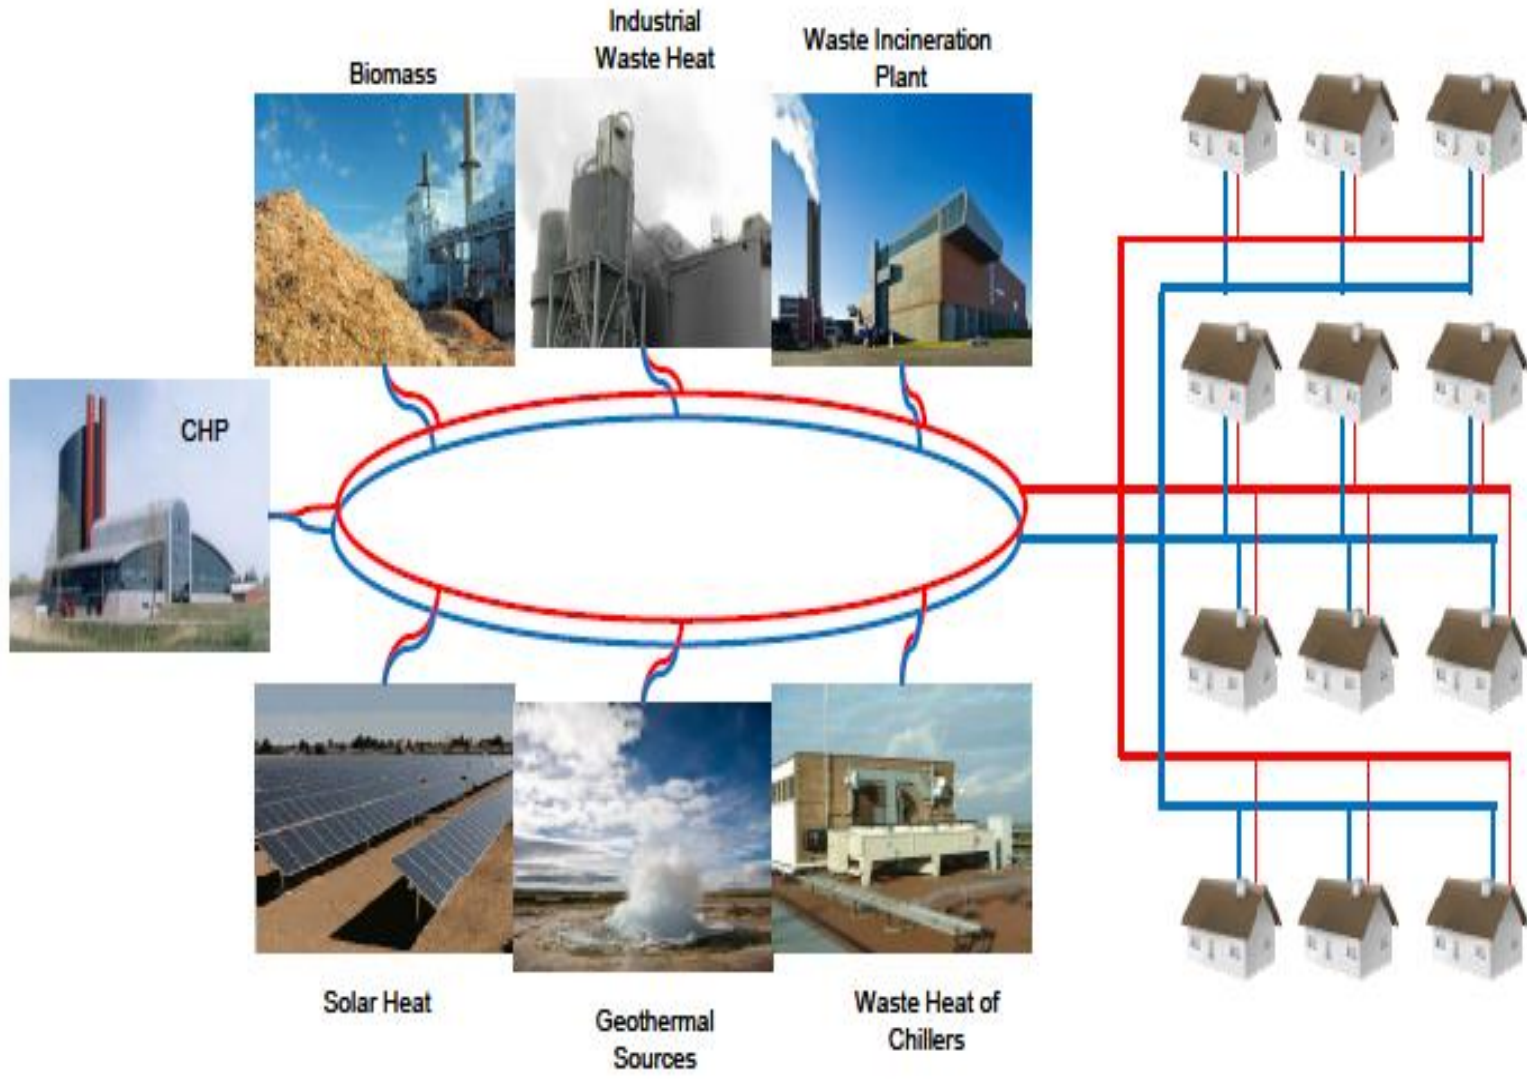 Industrial
Waste Heat
Waste Incineration
Plant
Biomass
CHP
Solar Heat
Geothermal
Sources
Waste Heat of
Chillers